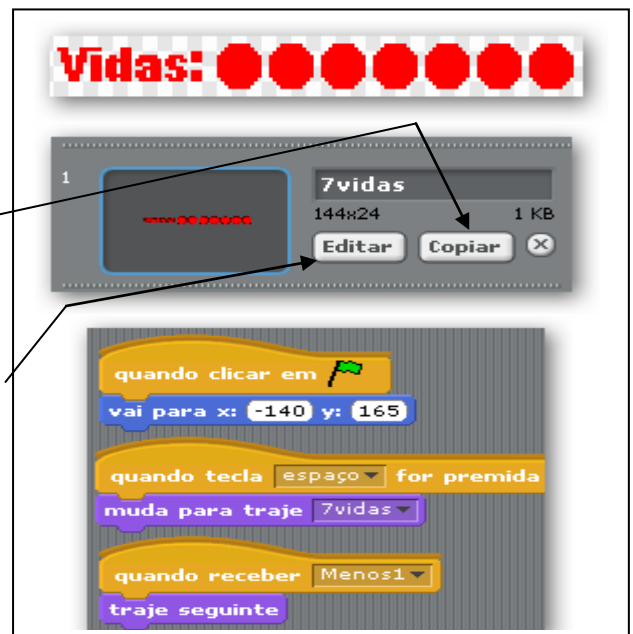 Vidas:
1
7vidas
144x24 1 KB
Editar Copiar
quando clicar em
vai para x: -140 y: 165
quando tecla espaço for premida
muda para traje 7vidas
quando receber Menos1
traje seguinte